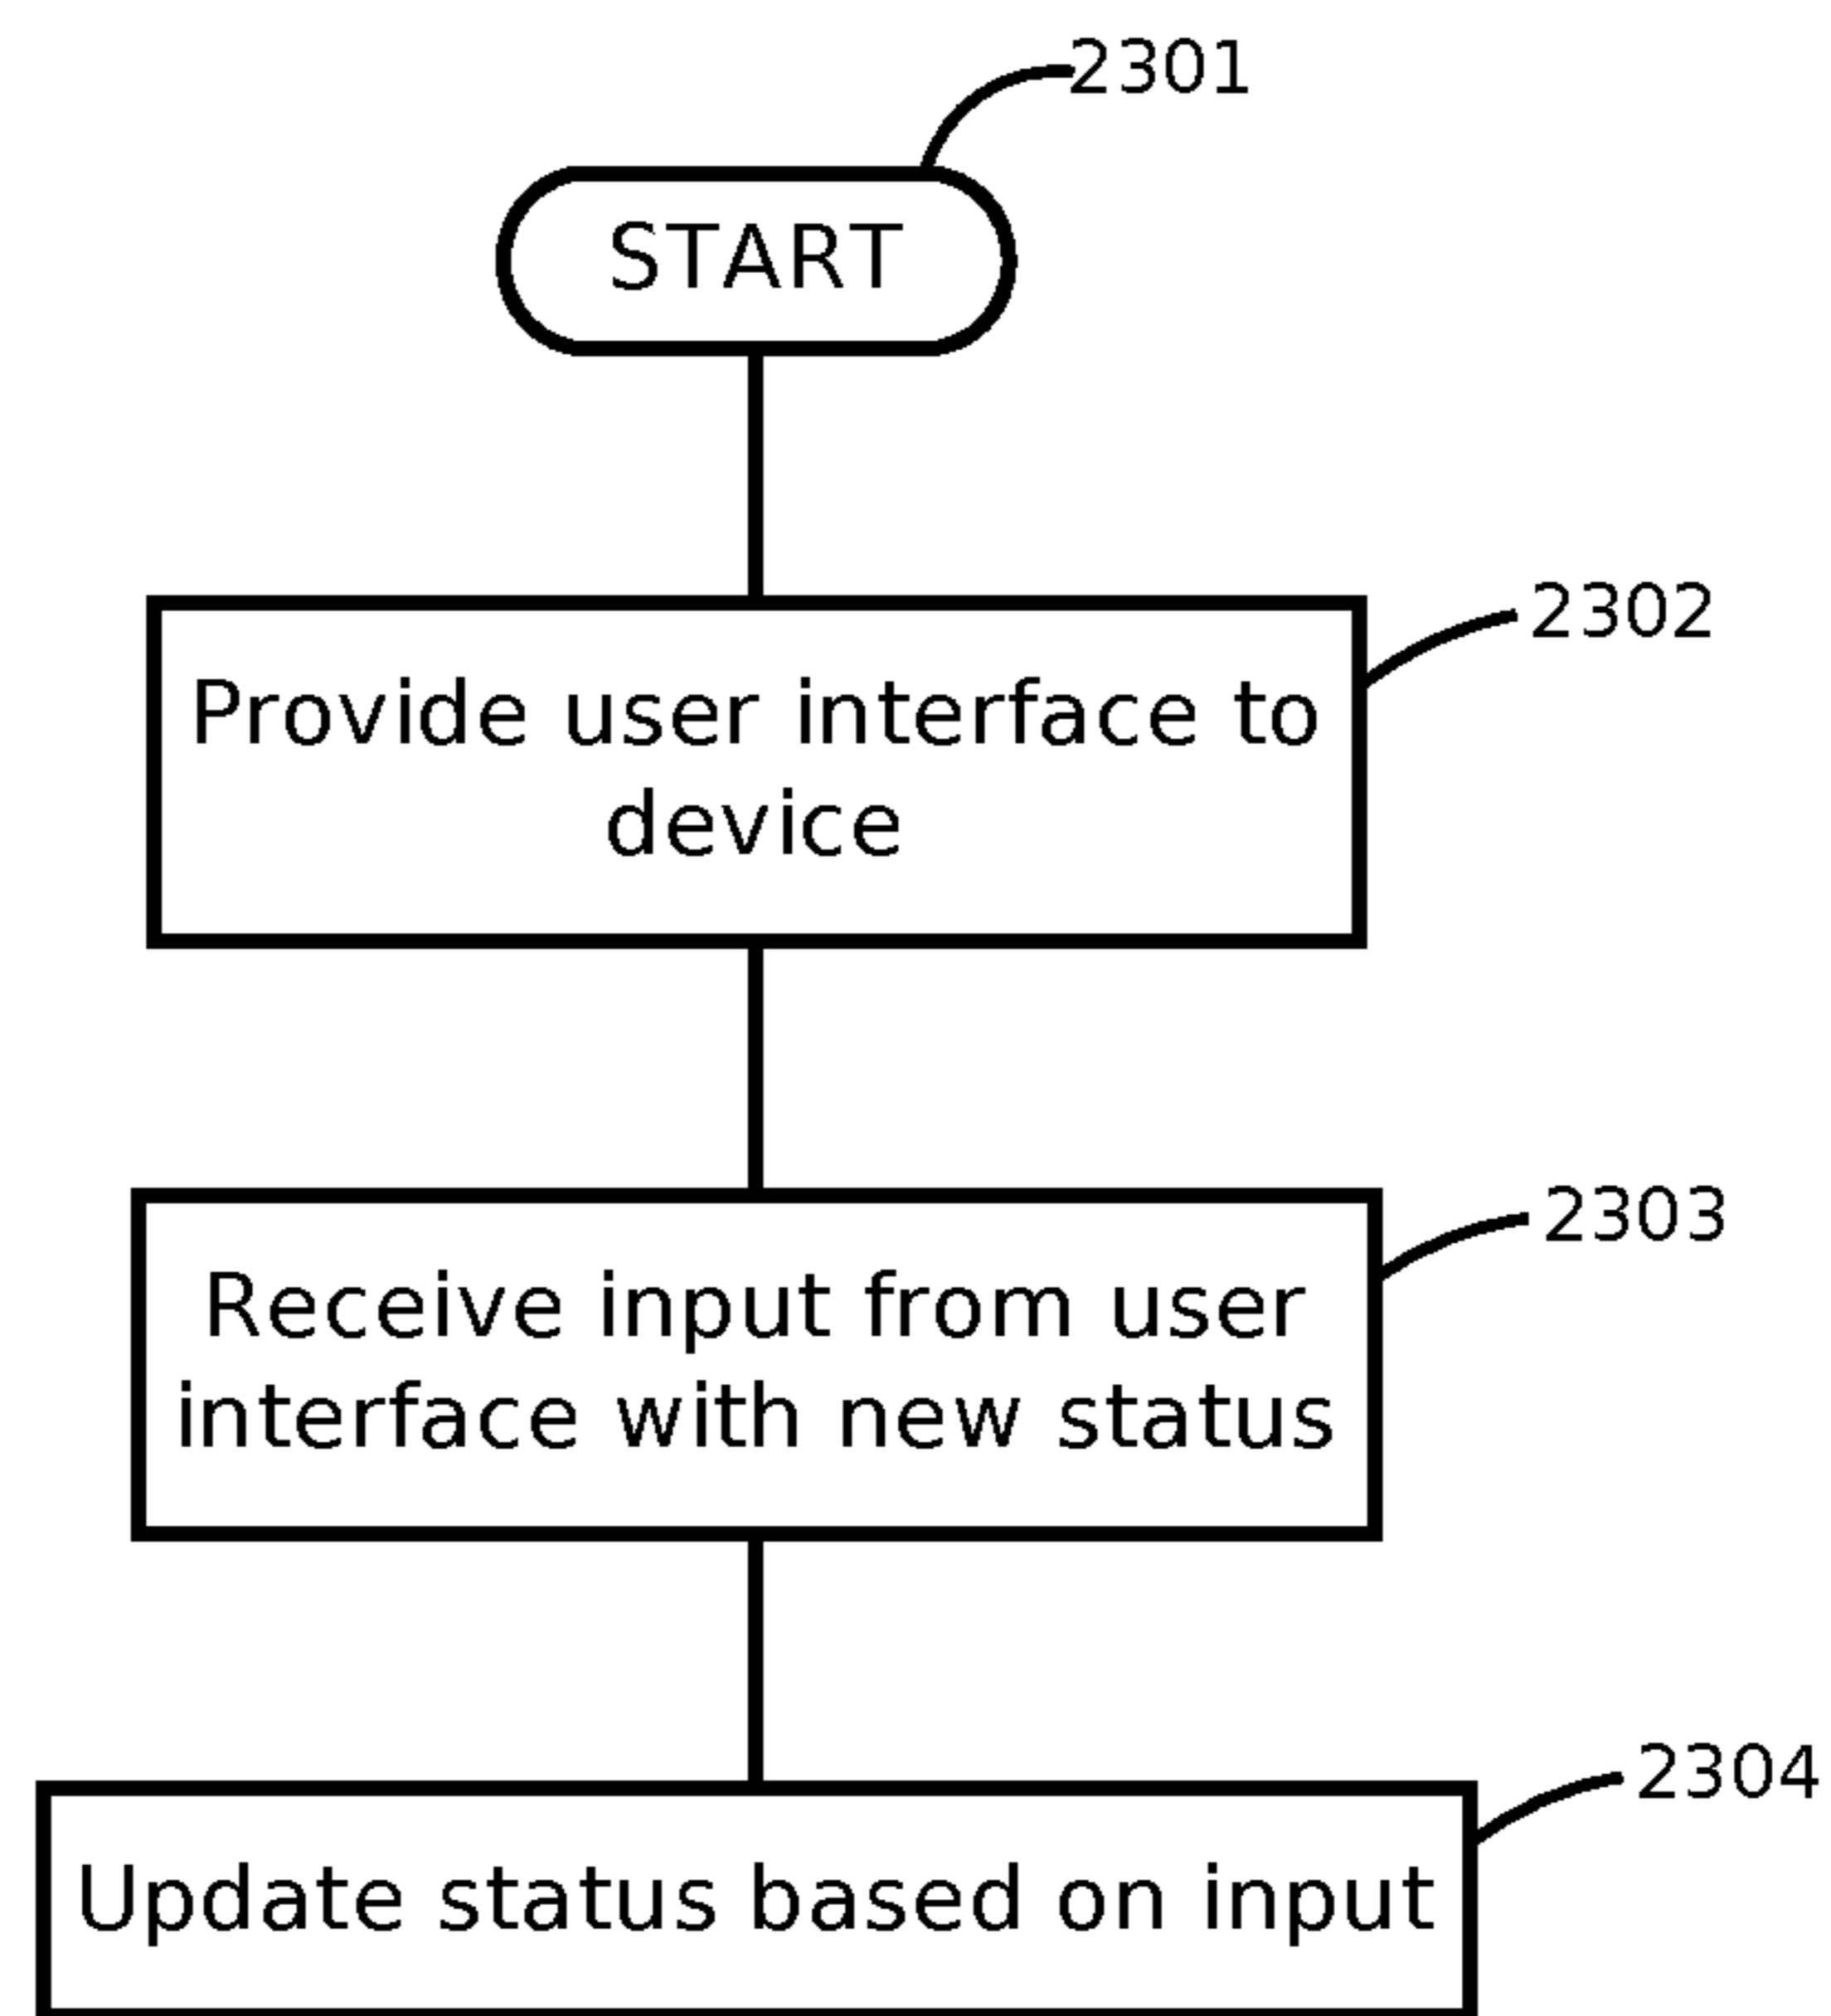 2301
START
2302
Provide user interface to
device
2303
Receive input from user
interface with new status
2304
Update status based on input